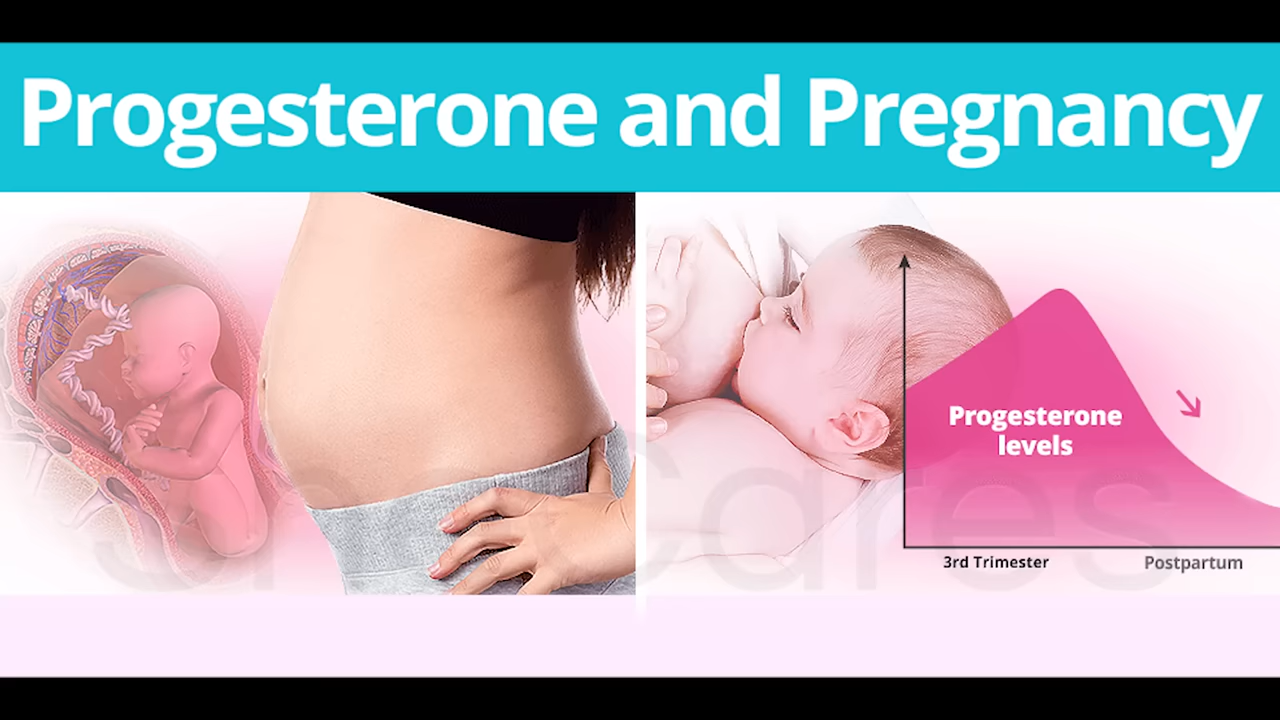 Progesterone and Pregnancy
Progesterone
levels
3rd Trimester
Postpartum